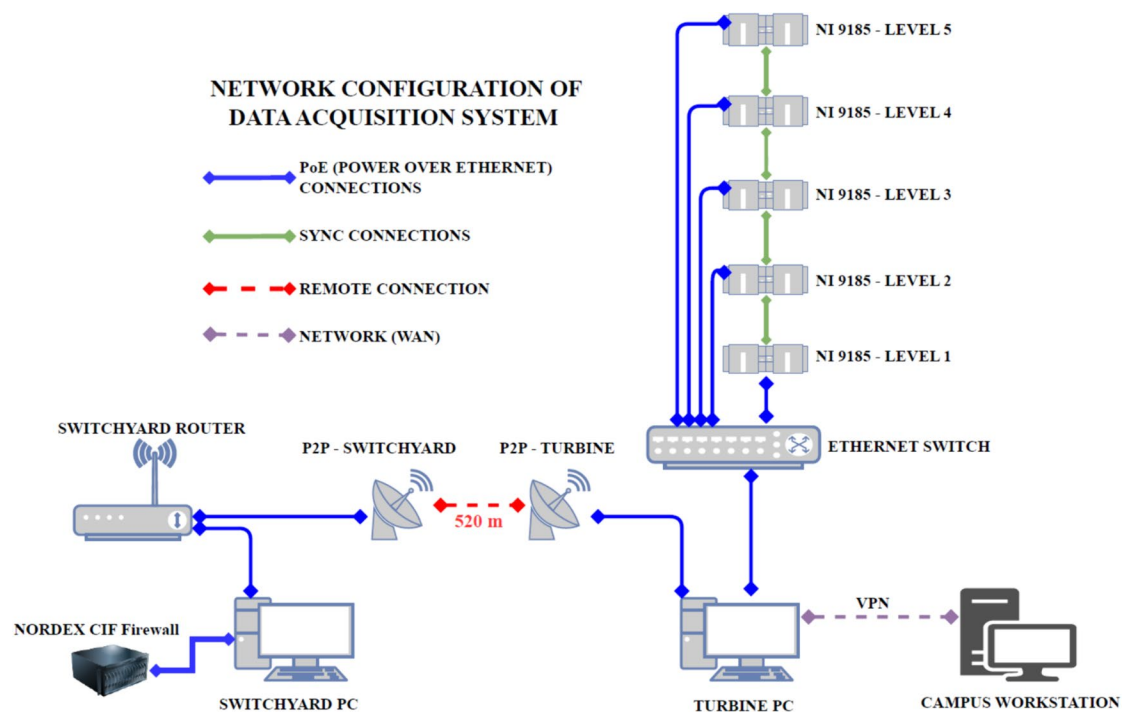 NI 9185 - LEVEL 5
NETWORK CONFIGURATION OF
DATA ACQUISITION SYSTEM
NI 9185 - LEVEL 4
PoE (POWER OVER ETHERNET)
CONNECTIONS
NI 9185 - LEVEL 3
SYNC CONNECTIONS
NI 9185 - LEVEL 2
REMOTE CONNECTION
NETWORK (WAN)
NI 9185 - LEVEL 1
SWITCHYARD ROUTER
P2P - SWITCHYARD
P2P - TURBINE
ETHERNET SWITCH
520 m
VPN
NORDEX CIF Firewall
SWITCHYARD PC
TURBINE PC
CAMPUS WORKSTATION